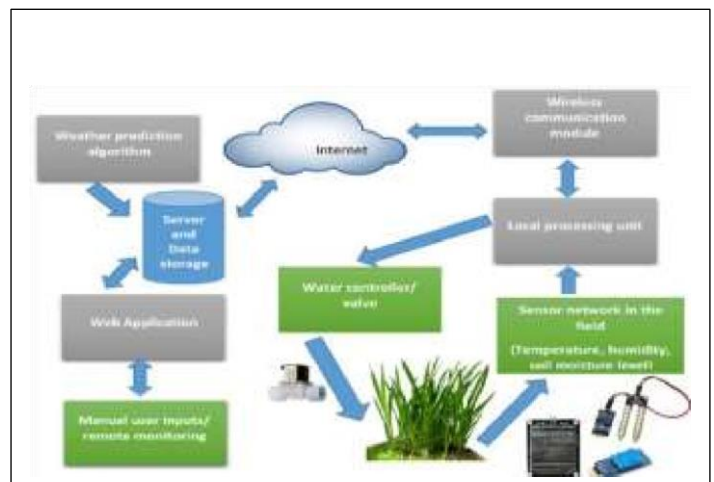 Weather prediction
algorithm
Internet
Wireless
communication
module
Server
and
Data
storage
Local processing unit
Water controller/
valve
Web Application
Sensor network in the
field
(Temperature, humidity,
soil moisture level)
Manual user inputs/
remote monitoring